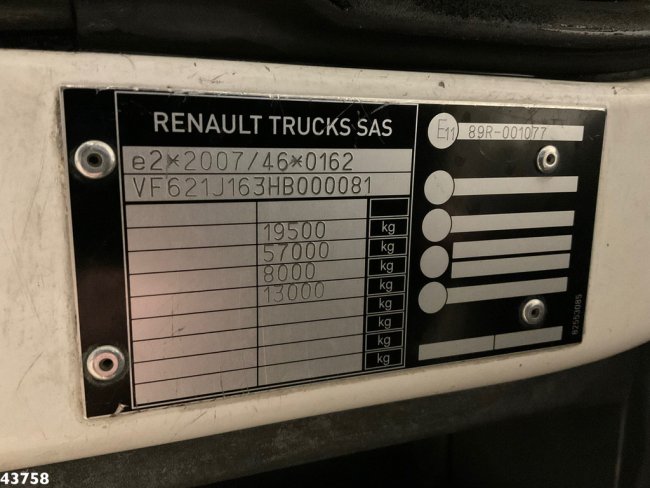 RENAULT TRUCKS SAS
e2*2007/46*0162
VF621J163HB000081
19500 kg
57000 kg
8000 kg
13000 kg
kg
kg
kg
E11 89R-001077
82553085
43758